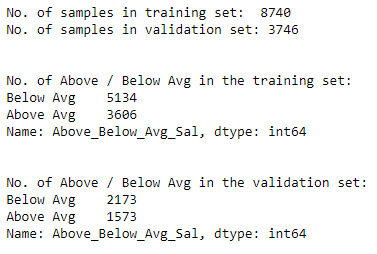 No. of samples in training set:  8740
No. of samples in validation set: 3746
No. of Above / Below Avg in the training set:
Below Avg    5134
Above Avg    3606
Name: Above_Below_Avg_Sal, dtype: int64
No. of Above / Below Avg in the validation set:
Below Avg    2173
Above Avg    1573
Name: Above_Below_Avg_Sal, dtype: int64